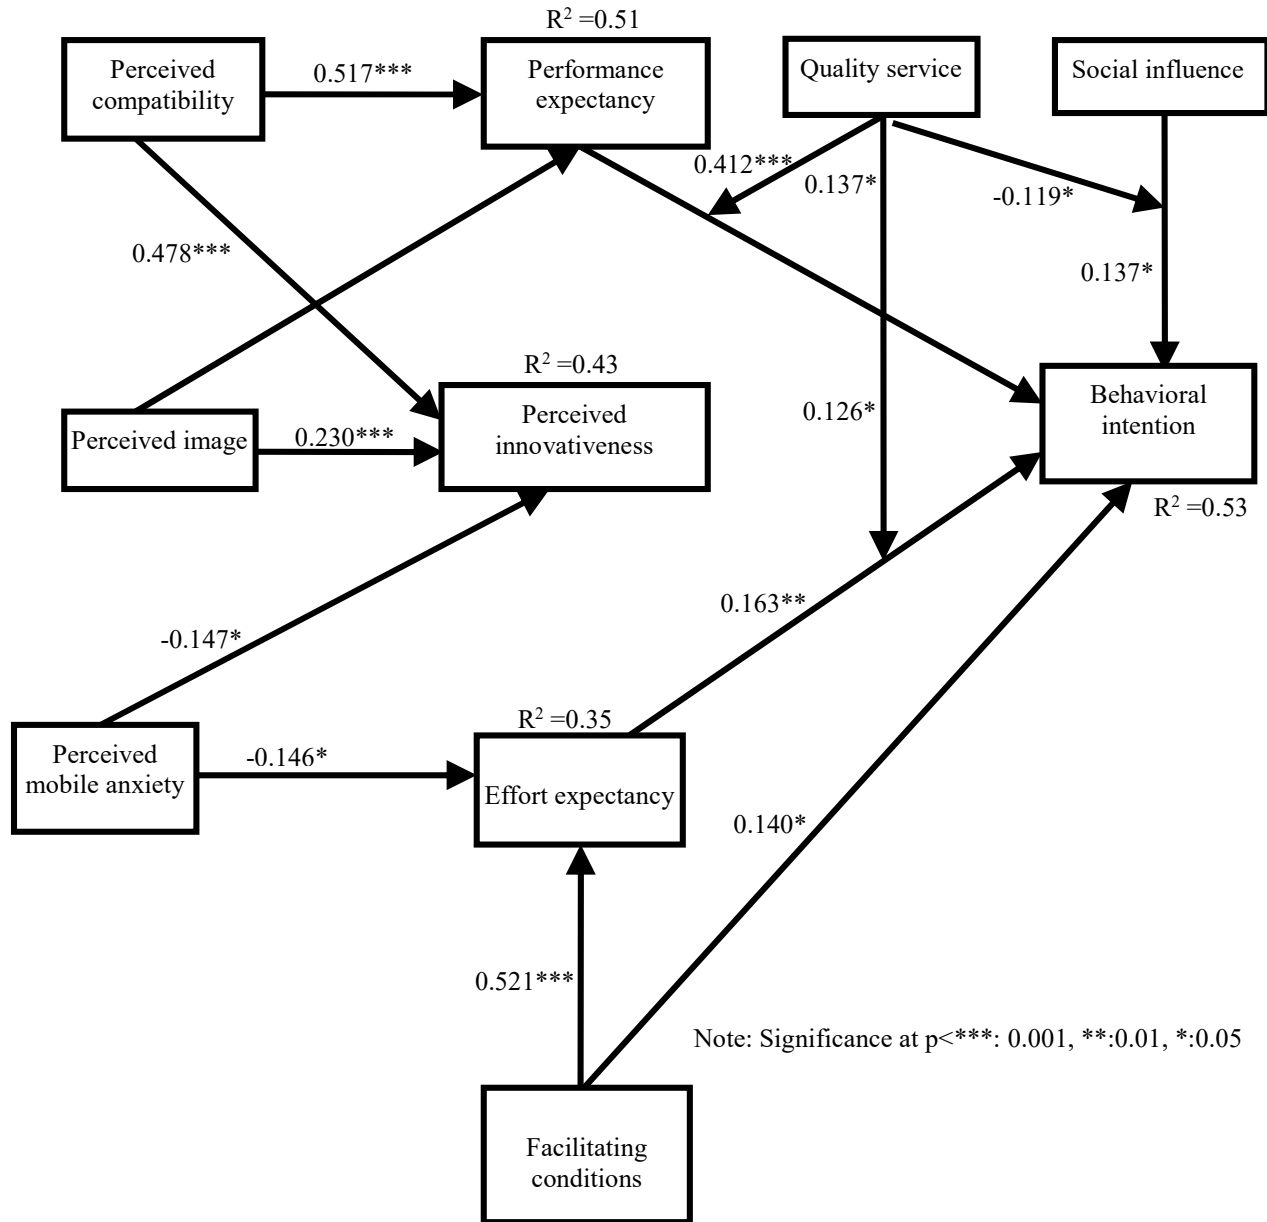 R² =0.51
Perceived
compatibility
0.517***
Performance
expectancy
Quality service
Social influence
0.412***
0.137*
-0.119*
0.478***
0.137*
R² =0.43
Perceived image
0.230***
Perceived
innovativeness
0.126*
Behavioral
intention
R² =0.53
0.163**
-0.147*
R² =0.35
Perceived
mobile anxiety
-0.146*
Effort expectancy
0.140*
0.521***
Note: Significance at p<***: 0.001, **:0.01, *:0.05
Facilitating
conditions